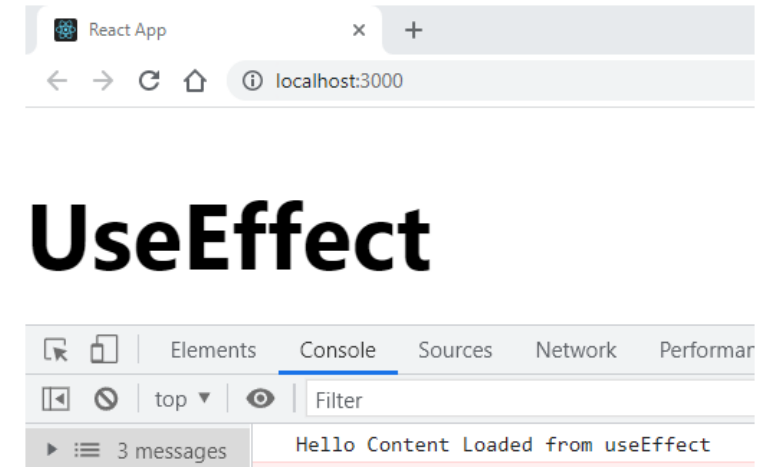 React App
localhost:3000
UseEffect
Elements Console Sources Network Performar
top Filter
3 messages Hello Content Loaded from useEffect